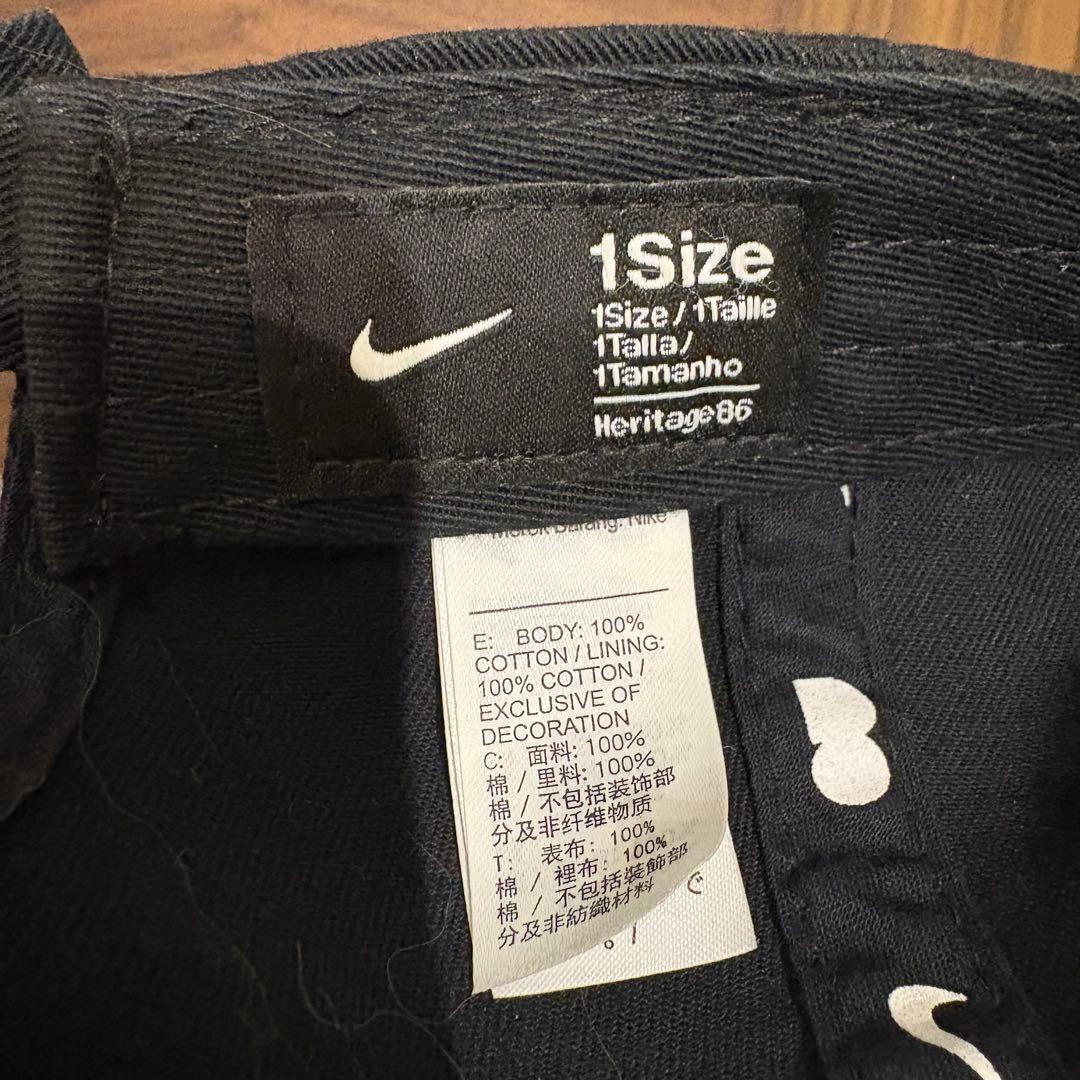 1Size
1Size / 1Taille
1Talla/
1Tamanho
Heritage86
Merek Barang: Nike
E: BODY: 100%
COTTON / LINING:
100% COTTON /
EXCLUSIVE OF
DECORATION
C: 面料: 100%
棉 / 里料: 100%
棉 / 不包括装饰部
分及非纤维物质
T: 表布: 100%
棉 / 裡布: 100%
棉 / 不包括裝飾部
分及非紡織材料
B